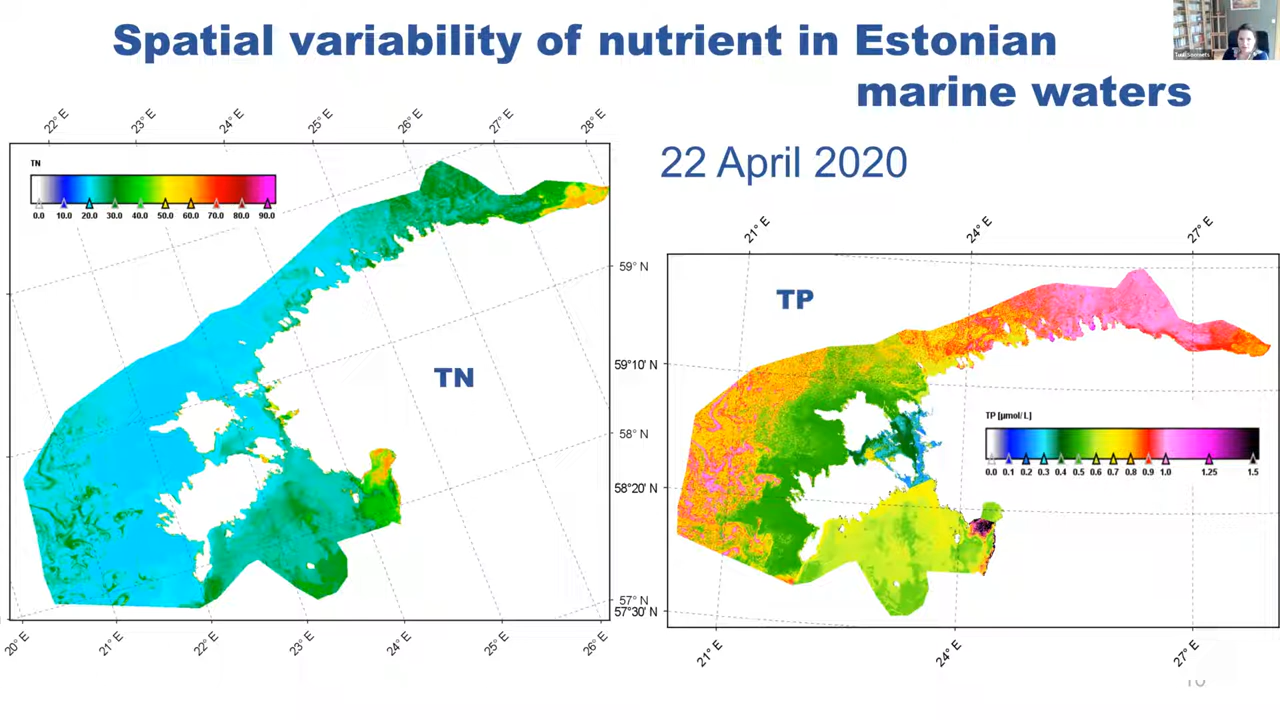 Spatial variability of nutrient in Estonian
marine waters
22 April 2020
22° E 23° E 24° E 25° E 26° E 27° E 28° E
TN
0.0 10.0 20.0 30.0 40.0 50.0 60.0 70.0 80.0 90.0
TN
59° N
58° N
57° N
20° E 21° E 22° E 23° E 24° E 25° E 26° E
21° E 24° E 27° E
TP
59°10' N
58°20' N
57°30' N
TP [µmol/ L]
0.0 0.1 0.2 0.3 0.4 0.5 0.6 0.7 0.8 0.9 1.0 1.25 1.5
21° E 24° E 27° E